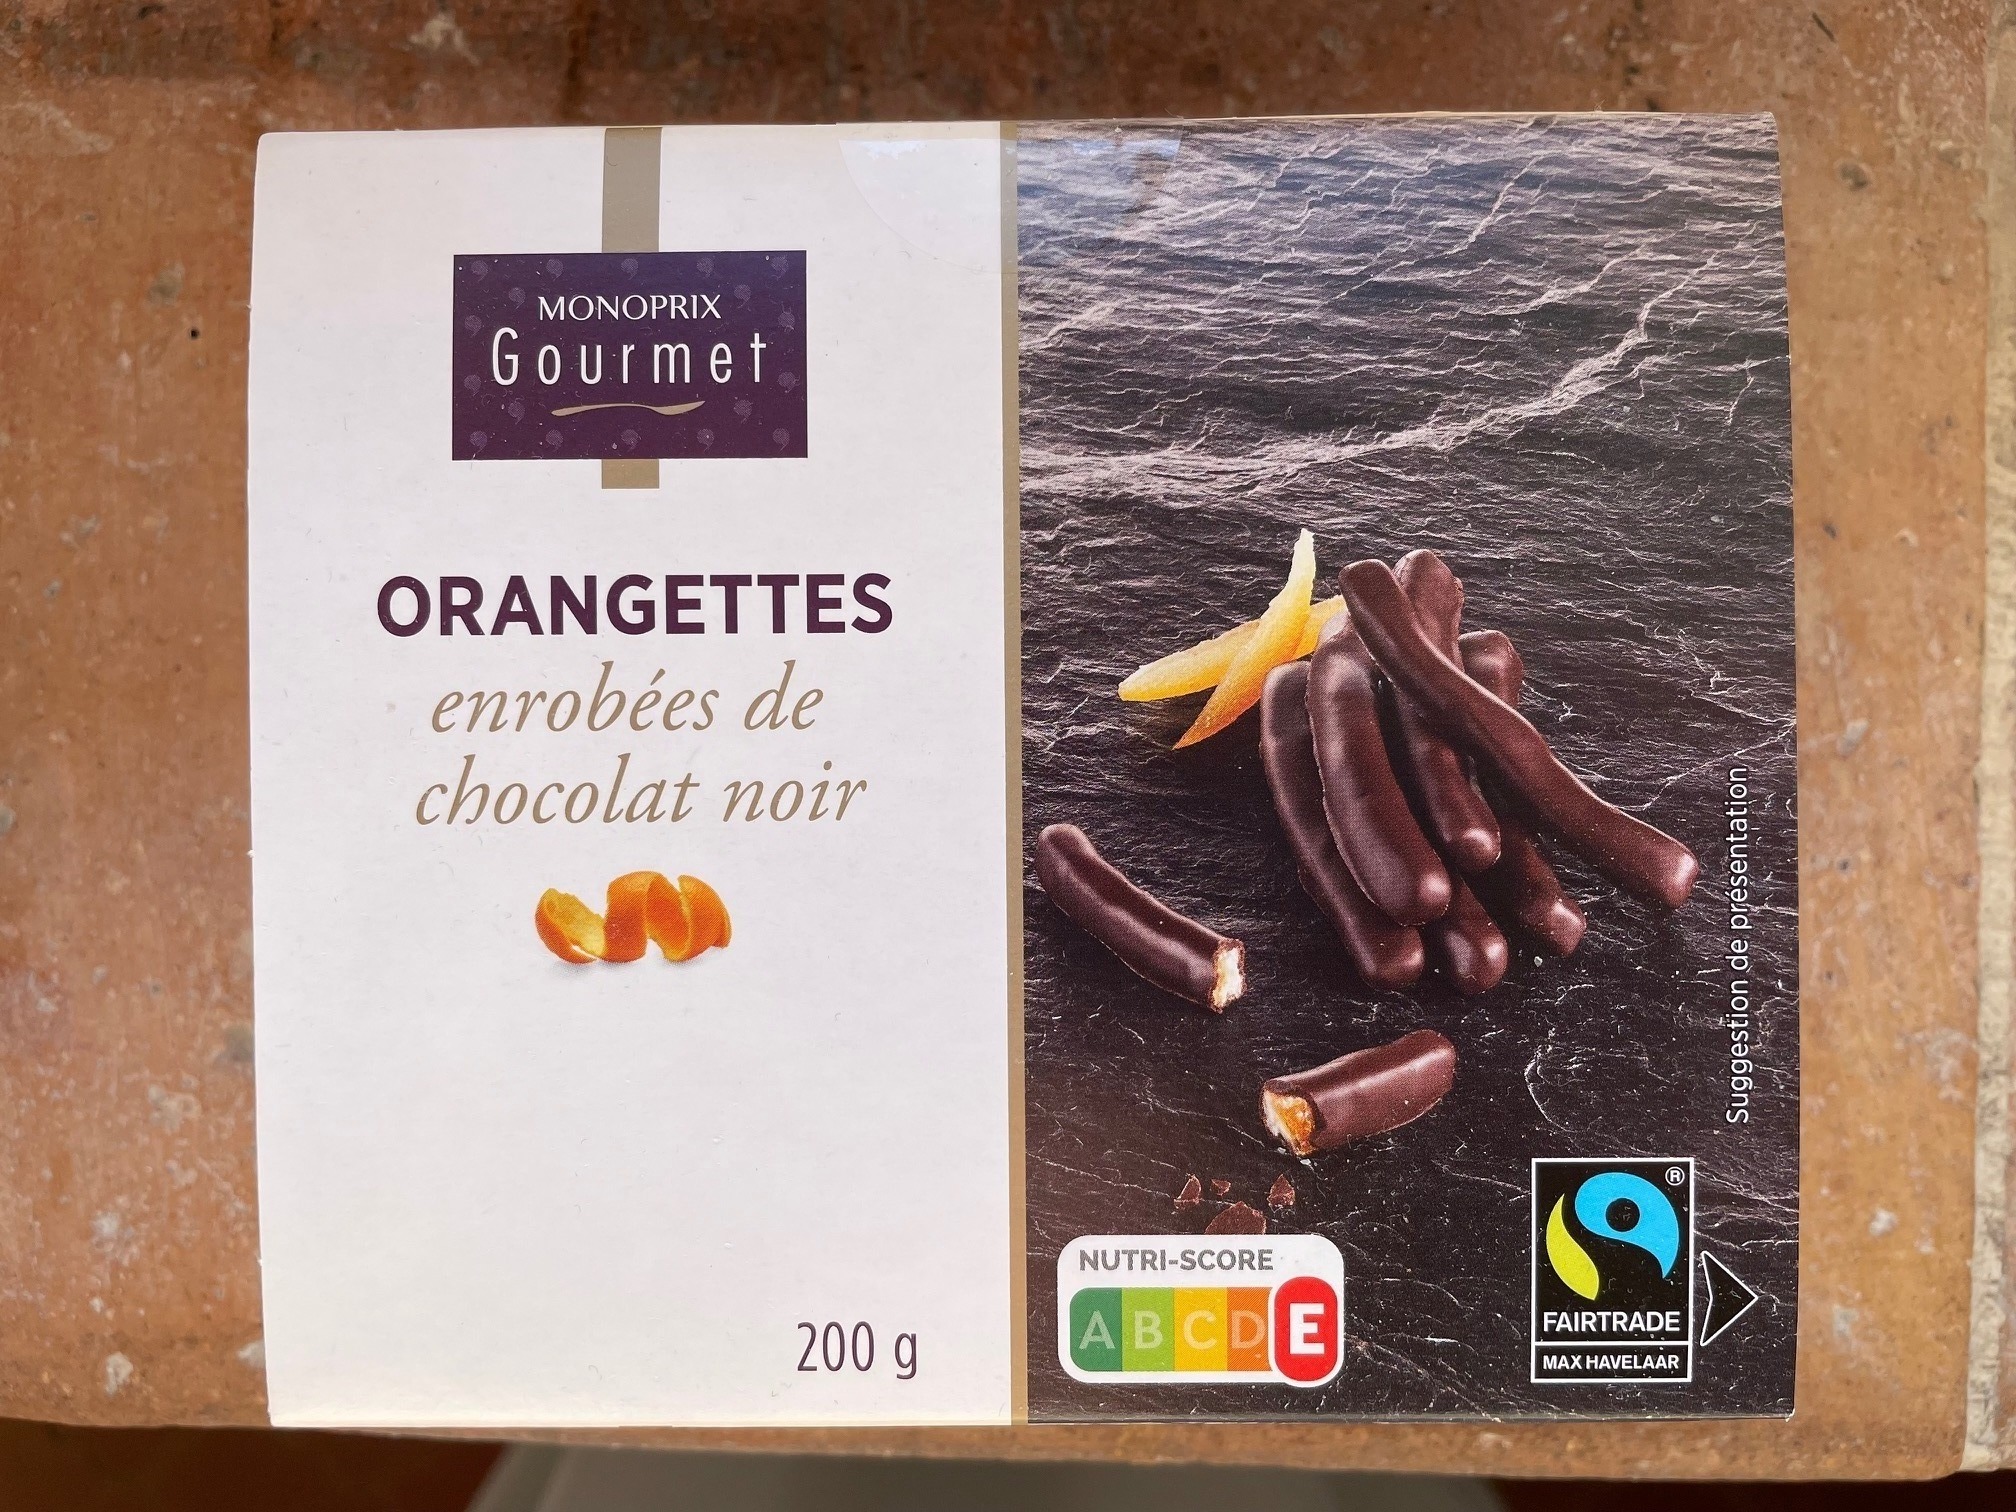 MONOPRIX
Gourmet
ORANGETTES
enrobées de
chocolat noir
200 g
Suggestion de présentation
NUTRI-SCORE
A B C D E
®
FAIRTRADE
MAX HAVELAAR